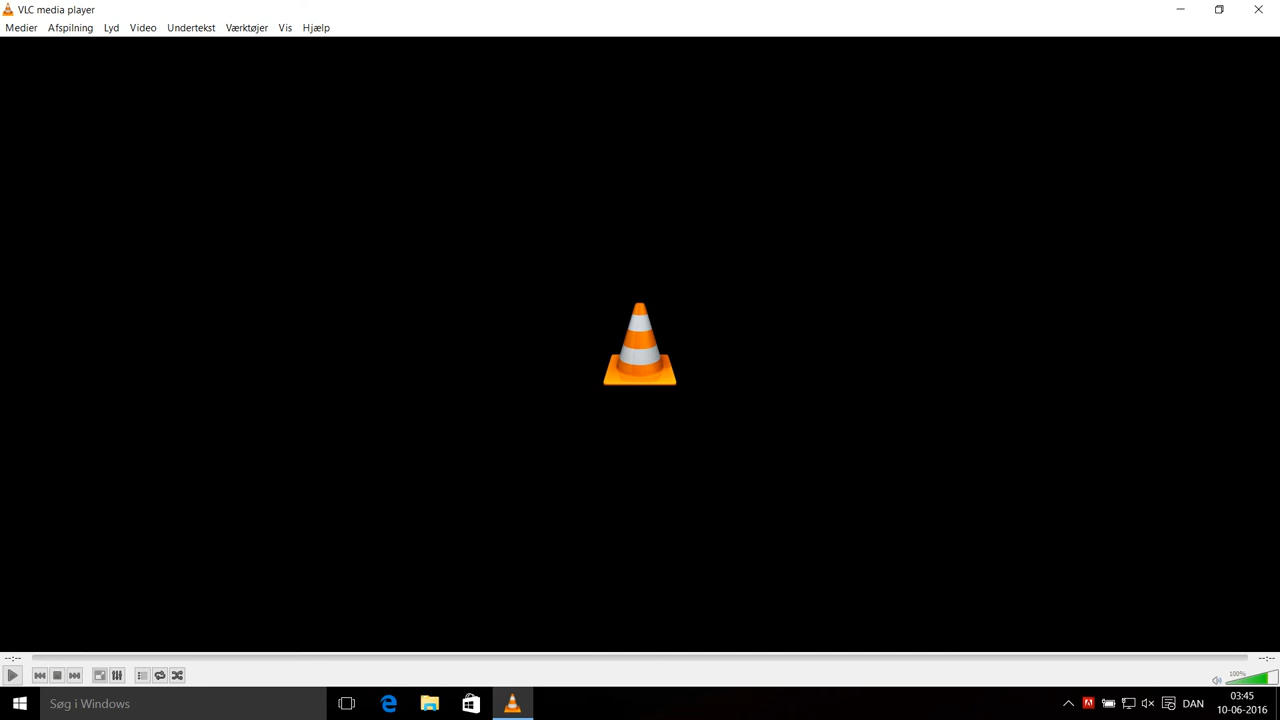 VLC media player
Medier Afspilning Lyd Video Undertekst Værktøjer Vis Hjælp
--:-- --:--
100%
Søg i Windows
DAN
03:45
10-06-2016